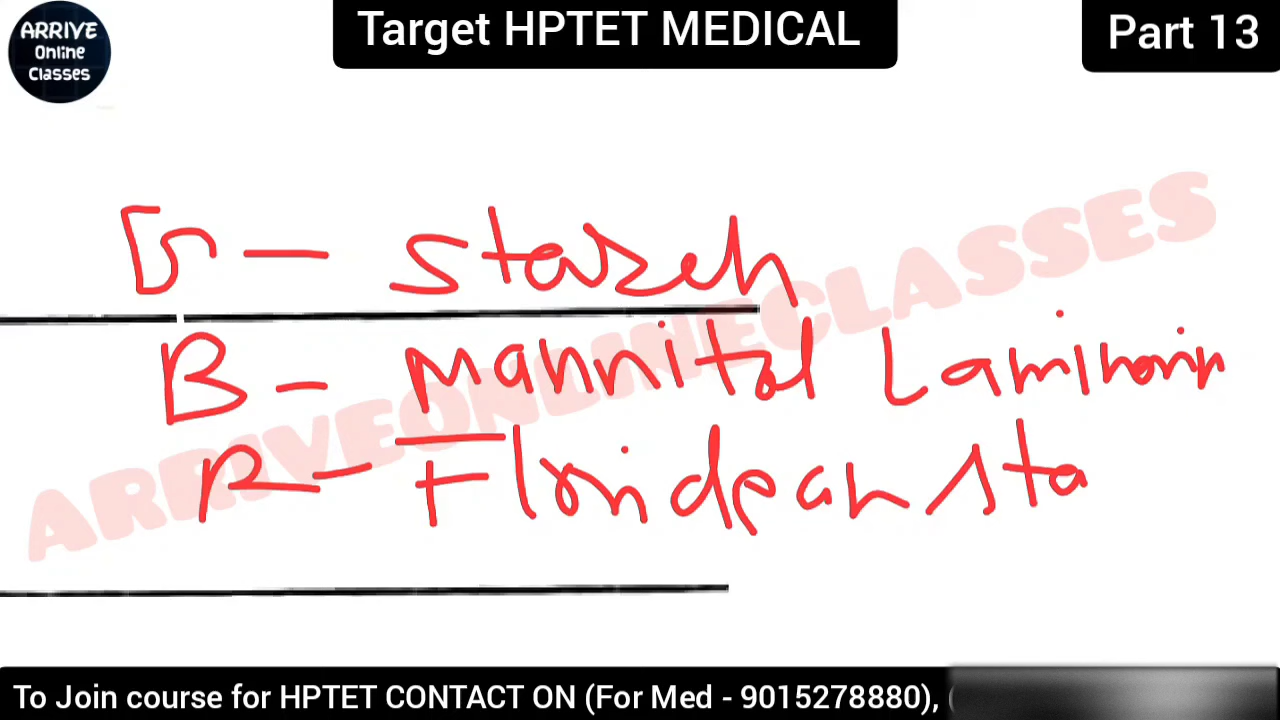 ARRIVE
Online
Classes
Target HPTET MEDICAL
Part 13
G - starch
B - Mannitol Laminarin
R - Floridean sta
ARRIVEONLINECLASSES
To Join course for HPTET CONTACT ON (For Med - 9015278880), (